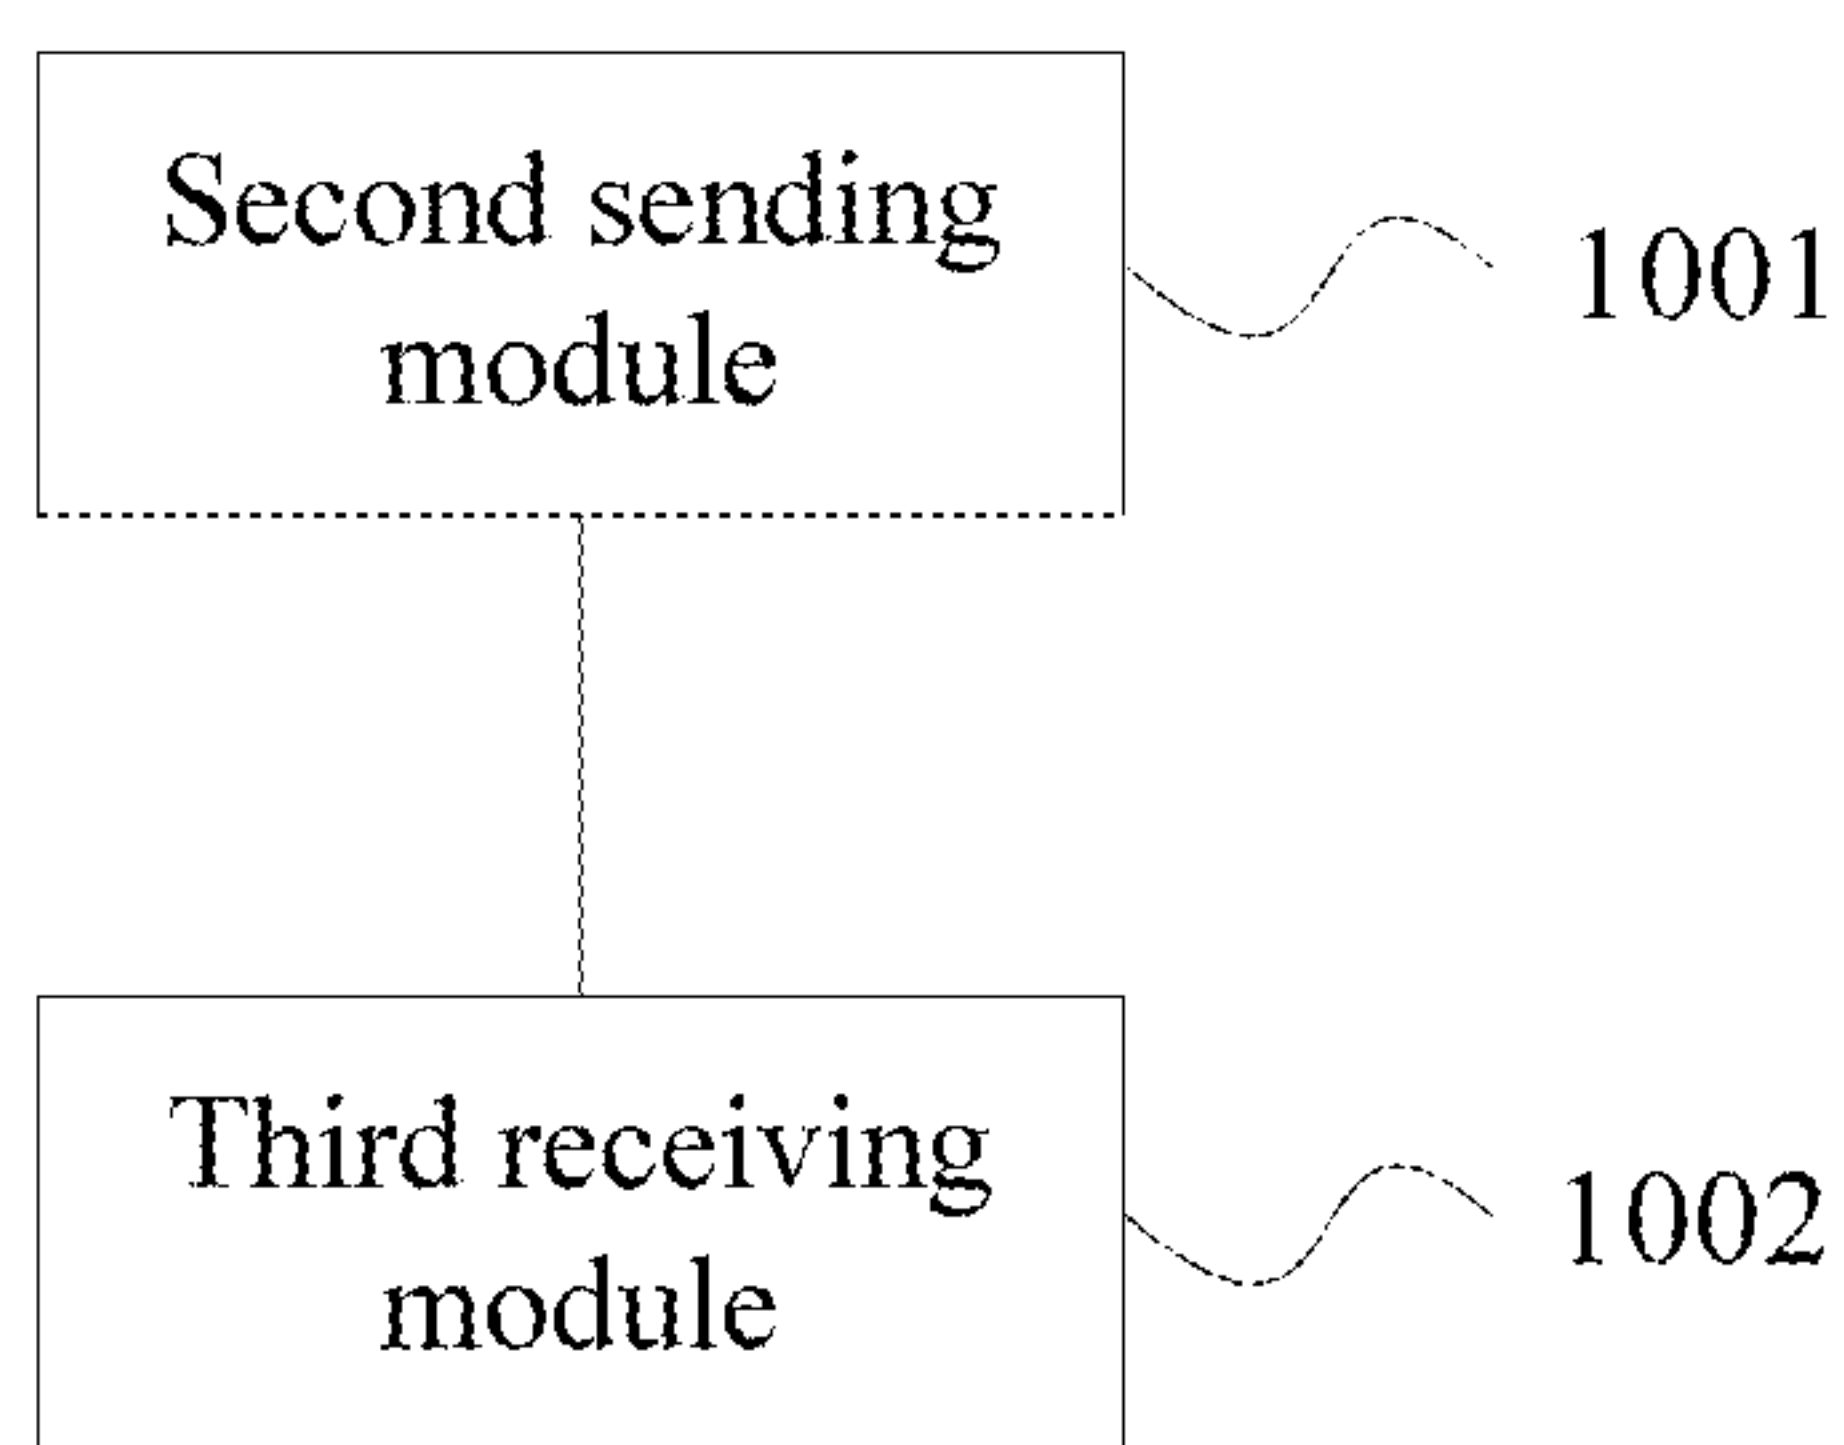 Second sending
module
1001
Third receiving
module
1002